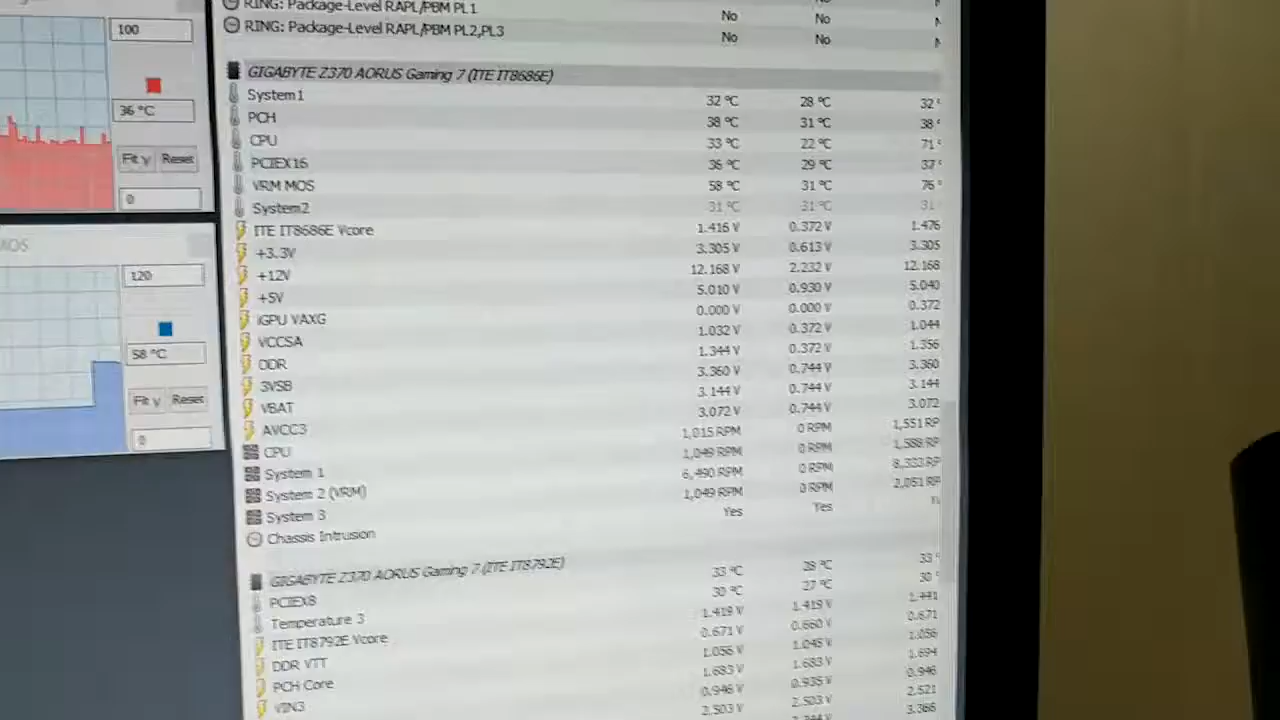 RING: Package-Level RAPL/PBM PL1 No No
RING: Package-Level RAPL/PBM PL2,PL3 No No
100
36 °C
Fit y Reset
0
120
58 °C
Fit y Reset
0
GIGABYTE Z370 AORUS Gaming 7 (ITE IT8686E)
System1 32 °C 28 °C 32
PCH 38 °C 31 °C 38
CPU 33 °C 22 °C 71
PCIEX16 36 °C 29 °C 37
VRM MOS 58 °C 31 °C 76
System2 31 °C 31 °C 31
ITE IT8686E Vcore 1.416 V 0.372 V 1.476
+3.3V 3.305 V 0.613 V 3.305
+12V 12.168 V 2.232 V 12.168
+5V 5.010 V 0.930 V 5.040
iGPU VAXG 0.000 V 0.000 V 0.372
VCCSA 1.032 V 0.372 V 1.044
DDR 1.344 V 0.372 V 1.356
3VSB 3.360 V 0.744 V 3.360
VBAT 3.144 V 0.744 V 3.144
AVCC3 3.072 V 0.744 V 3.072
CPU 1,015 RPM 0 RPM 1,551 RP
System 1 1,049 RPM 0 RPM 1,588 RP
System 2 (VRM) 6,490 RPM 0 RPM 8,333 RP
System 3 1,049 RPM 0 RPM 2,051 RP
Chassis Intrusion Yes Yes
GIGABYTE Z370 AORUS Gaming 7 (ITE IT8792E)
PCIEX8 33 °C 28 °C 33
Temperature 3 30 °C 27 °C 30
ITE IT8792E Vcore 1.419 V 1.419 V 1.441
DDR VTT 0.671 V 0.660 V 0.671
PCH Core 1.056 V 1.045 V 1.056
VIN3 1.683 V 1.683 V 1.694
0.946 V 0.935 V 0.946
2.503 V 2.503 V 2.521
3.366